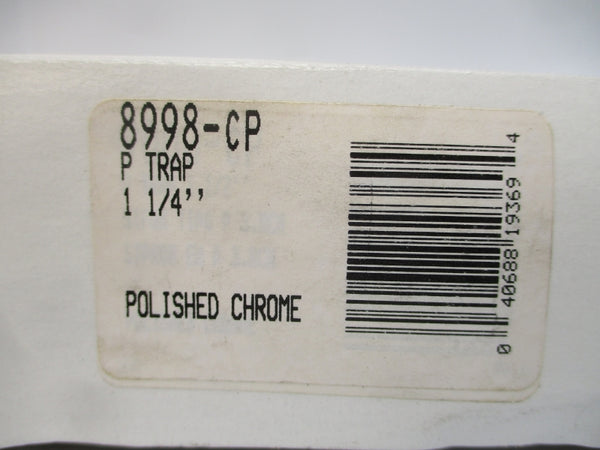 8998-CP
P TRAP
1 1/4''
POLISHED CHROME
0 40688 19369 4